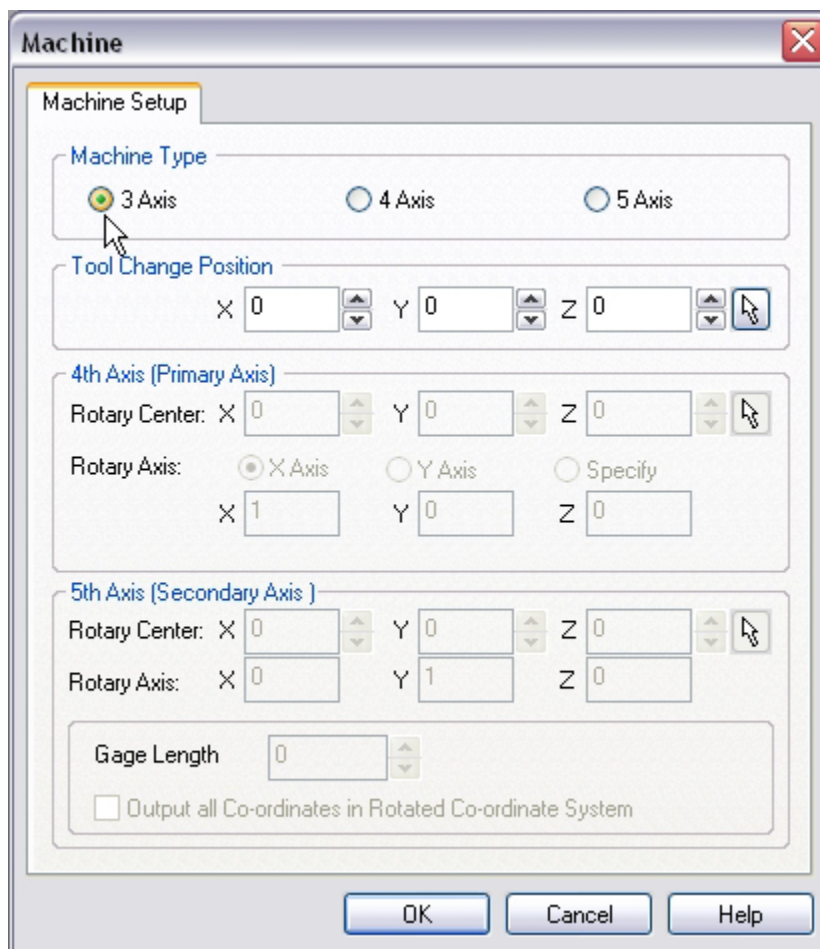 Machine
Machine Setup
Machine Type
3 Axis 4 Axis 5 Axis
Tool Change Position
X 0 Y 0 Z 0
4th Axis (Primary Axis)
Rotary Center: X 0 Y 0 Z 0
Rotary Axis: X Axis Y Axis Specify
X 1 Y 0 Z 0
5th Axis (Secondary Axis )
Rotary Center: X 0 Y 0 Z 0
Rotary Axis: X 0 Y 1 Z 0
Gage Length 0
Output all Co-ordinates in Rotated Co-ordinate System
OK Cancel Help